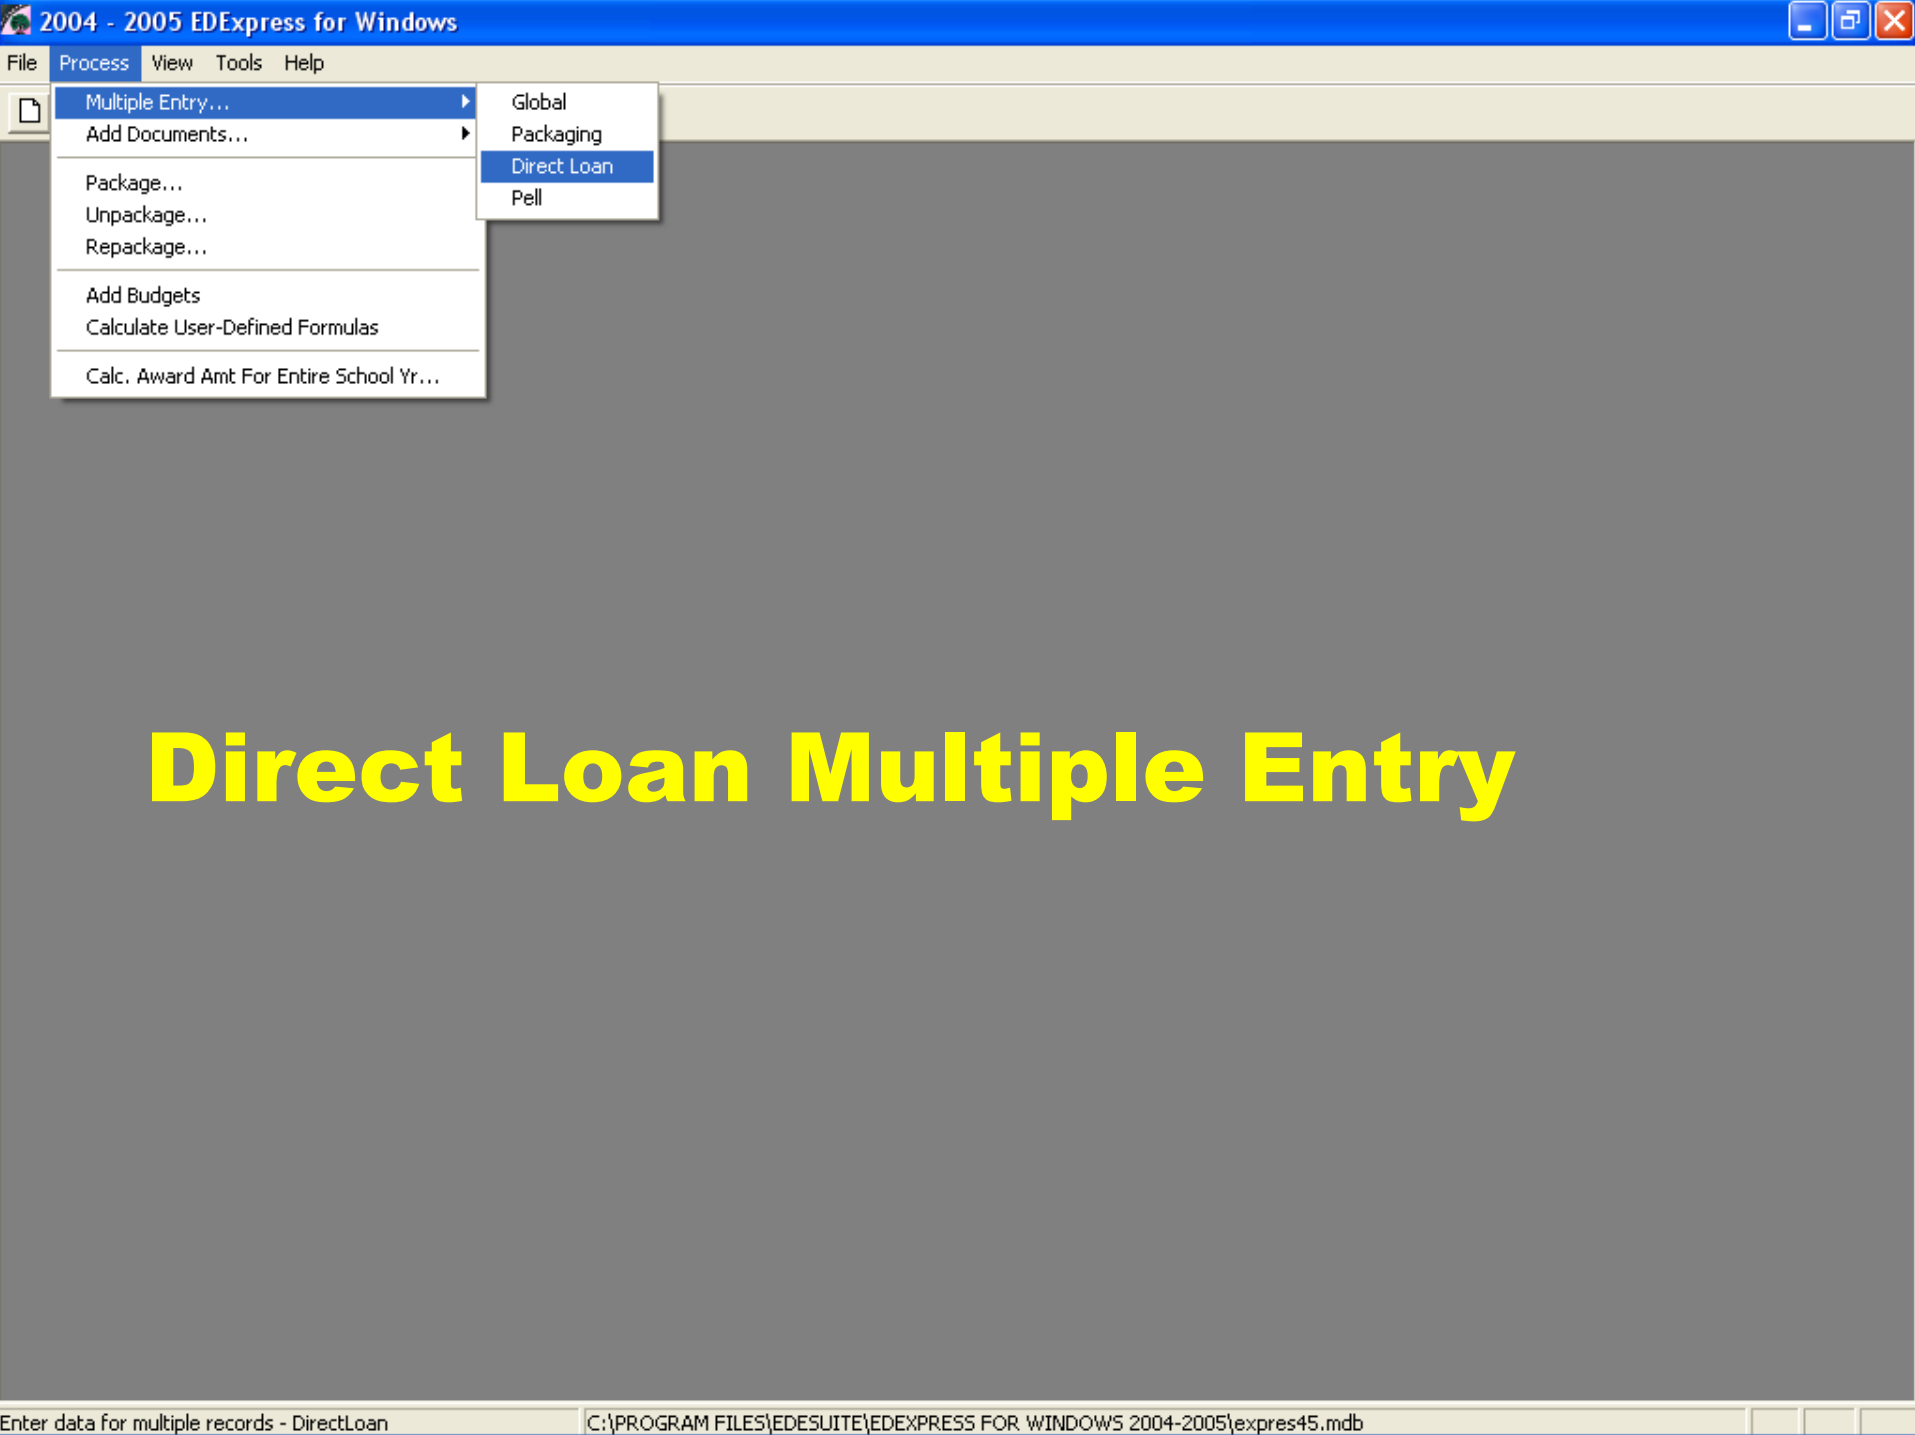 2004 - 2005 EDExpress for Windows
File Process View Tools Help
Multiple Entry...
Add Documents...
Package...
Unpackage...
Repackage...
Add Budgets
Calculate User-Defined Formulas
Calc. Award Amt For Entire School Yr...
Global
Packaging
Direct Loan
Pell
Direct Loan Multiple Entry
Enter data for multiple records - DirectLoan
C:\PROGRAM FILES\EDESUITE\EDEXPRESS FOR WINDOWS 2004-2005\expres45.mdb